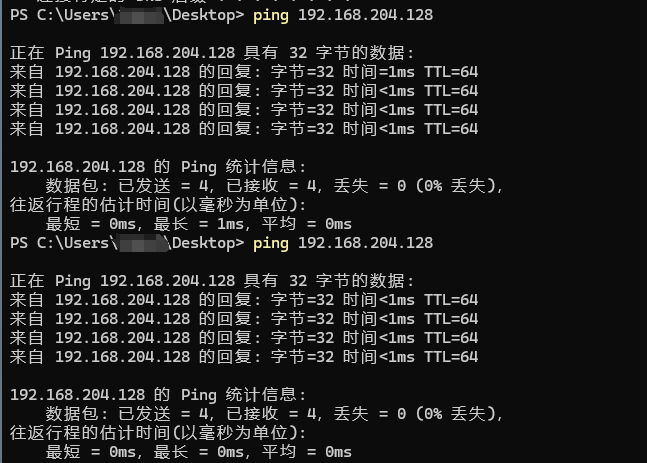 PS C:\Users\ \Desktop> ping 192.168.204.128
正在 Ping 192.168.204.128 具有 32 字节的数据:
来自 192.168.204.128 的回复: 字节=32 时间=1ms TTL=64
来自 192.168.204.128 的回复: 字节=32 时间<1ms TTL=64
来自 192.168.204.128 的回复: 字节=32 时间<1ms TTL=64
来自 192.168.204.128 的回复: 字节=32 时间<1ms TTL=64
192.168.204.128 的 Ping 统计信息:
数据包: 已发送 = 4, 已接收 = 4, 丢失 = 0 (0% 丢失),
往返行程的估计时间(以毫秒为单位):
最短 = 0ms, 最长 = 1ms, 平均 = 0ms
PS C:\Users\ \Desktop> ping 192.168.204.128
正在 Ping 192.168.204.128 具有 32 字节的数据:
来自 192.168.204.128 的回复: 字节=32 时间<1ms TTL=64
来自 192.168.204.128 的回复: 字节=32 时间<1ms TTL=64
来自 192.168.204.128 的回复: 字节=32 时间<1ms TTL=64
来自 192.168.204.128 的回复: 字节=32 时间<1ms TTL=64
192.168.204.128 的 Ping 统计信息:
数据包: 已发送 = 4, 已接收 = 4, 丢失 = 0 (0% 丢失),
往返行程的估计时间(以毫秒为单位):
最短 = 0ms, 最长 = 0ms, 平均 = 0ms